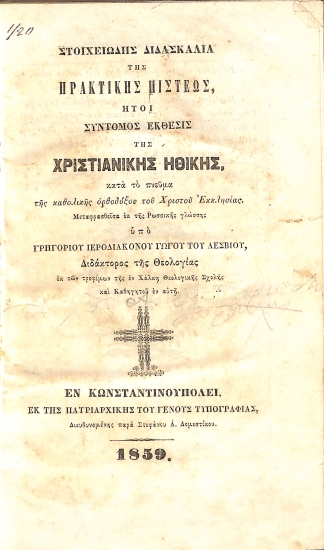 1/20
ΣΤΟΙΧΕΙΩΔΗΣ ΔΙΔΑΣΚΑΛΙΑ
ΤΗΣ
ΠΡΑΚΤΙΚΗΣ ΠΙΣΤΕΩΣ,
ΗΤΟΙ
ΣΥΝΤΟΜΟΣ ΕΚΘΕΣΙΣ
ΤΗΣ
ΧΡΙΣΤΙΑΝΙΚΗΣ ΗΘΙΚΗΣ,
κατὰ τὸ πνεῦμα
τῆς καθολικῆς ὀρθοδόξου τοῦ Χριστοῦ Ἐκκλησίας.
Μεταφρασθεῖσα ἐκ τῆς Ῥωσσικῆς γλώσσης
ὑπὸ
ΓΡΗΓΟΡΙΟΥ ΙΕΡΟΔΙΑΚΟΝΟΥ ΓΩΓΟΥ ΤΟΥ ΛΕΣΒΙΟΥ,
Διδάκτορος τῆς Θεολογίας
ἐκ τῶν τροφίμων τῆς ἐν Χάλκῃ Θεολογικῆς Σχολῆς
καὶ Καθηγητοῦ ἐν αὐτῇ.
ΕΝ ΚΩΝΣΤΑΝΤΙΝΟΥΠΟΛΕΙ,
ΕΚ ΤΗΣ ΠΑΤΡΙΑΡΧΙΚΗΣ ΤΟΥ ΓΕΝΟΥΣ ΤΥΠΟΓΡΑΦΙΑΣ,
Διευθυνομένης παρὰ Στεφάνου Α. Δομεστίκου.
1859.